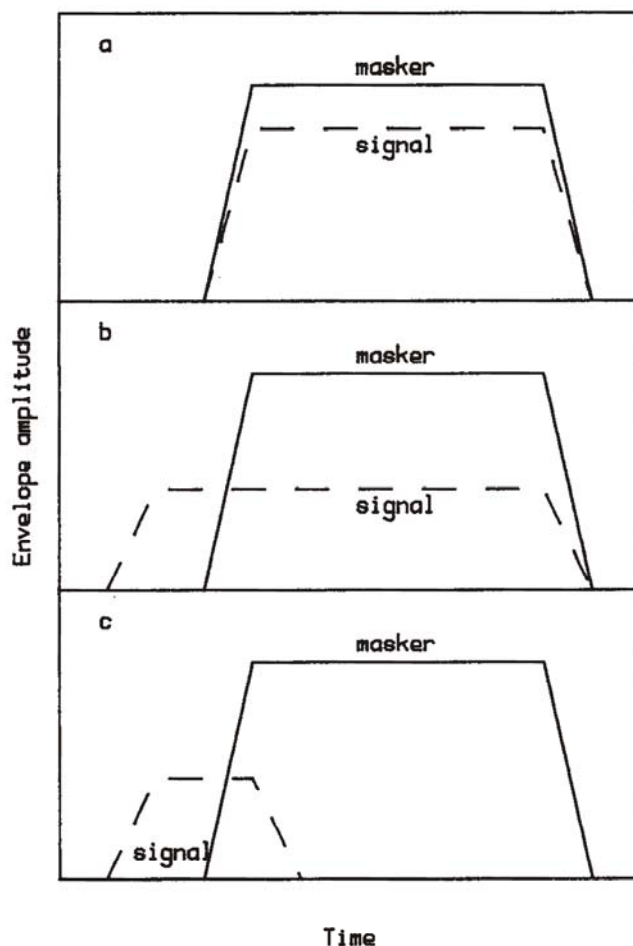 a
masker
signal
b
masker
signal
c
masker
signal
Envelope amplitude
Time